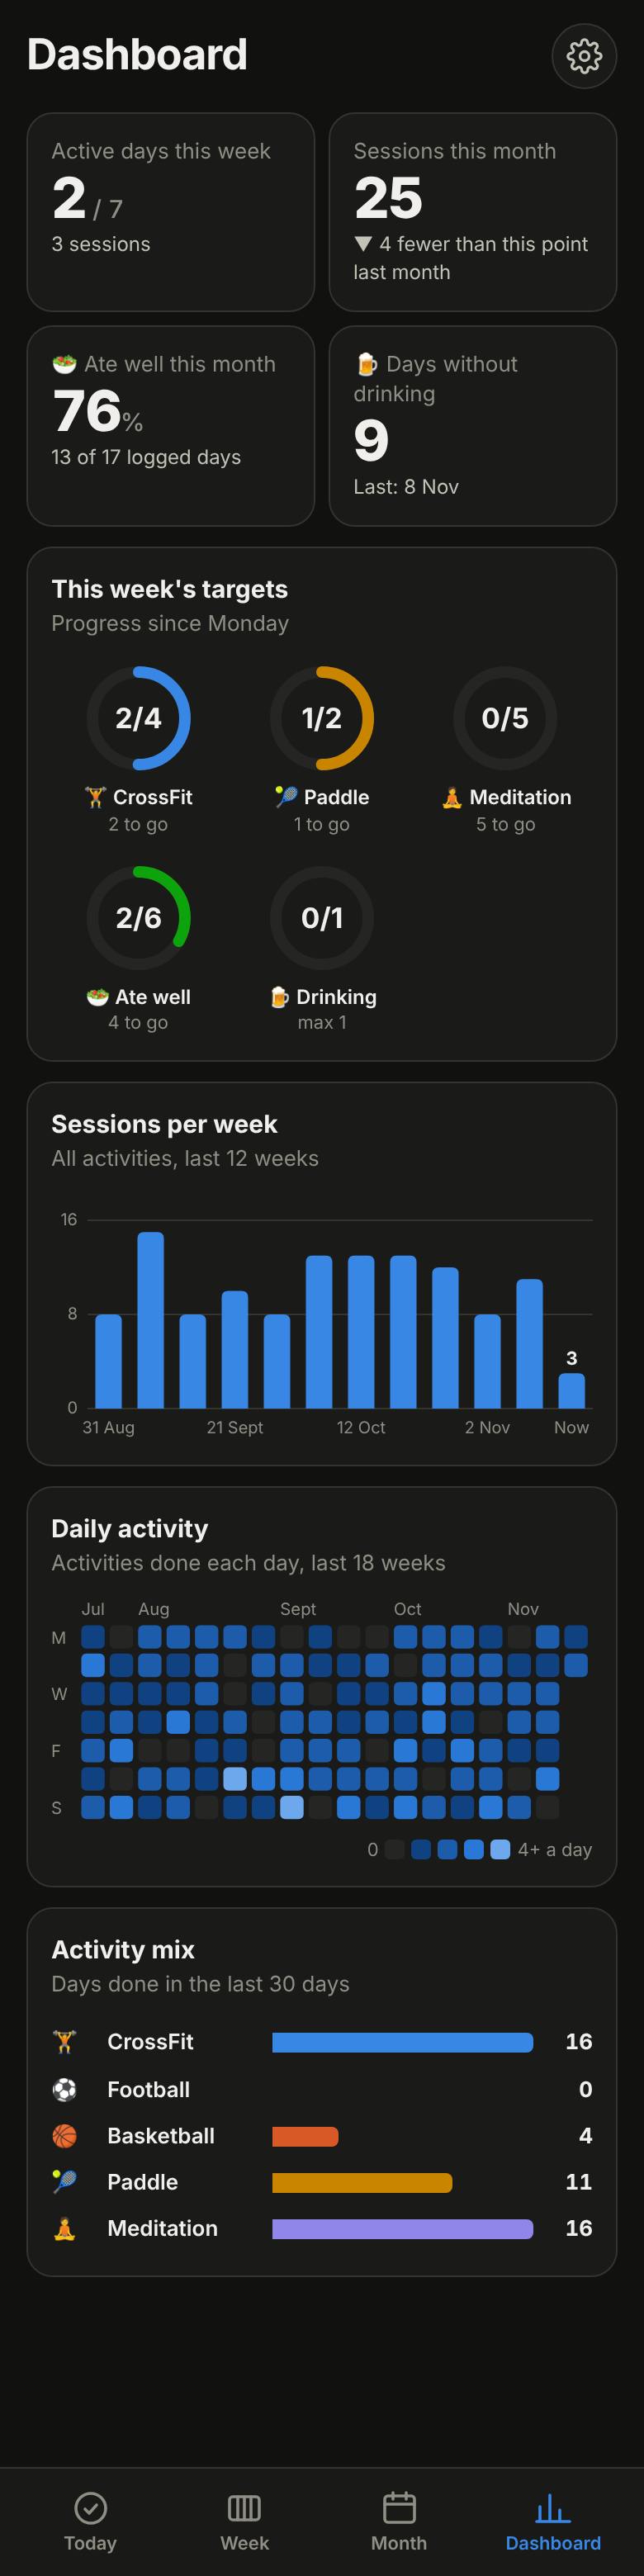 Dashboard
Active days this week
2 / 7
3 sessions
Sessions this month
25
▼ 4 fewer than this point
last month
🥗 Ate well this month
76%
13 of 17 logged days
🍺 Days without
drinking
9
Last: 8 Nov
This week's targets
Progress since Monday
2/4
🏋️ CrossFit
2 to go
1/2
🎾 Paddle
1 to go
0/5
🧘 Meditation
5 to go
2/6
🥗 Ate well
4 to go
0/1
🍺 Drinking
max 1
Sessions per week
All activities, last 12 weeks
16
8
0
3
31 Aug
21 Sept
12 Oct
2 Nov
Now
Daily activity
Activities done each day, last 18 weeks
Jul
Aug
Sept
Oct
Nov
M
W
F
S
0
4+ a day
Activity mix
Days done in the last 30 days
🏋️ CrossFit 16
⚽ Football 0
🏀 Basketball 4
🎾 Paddle 11
🧘 Meditation 16
Today
Week
Month
Dashboard